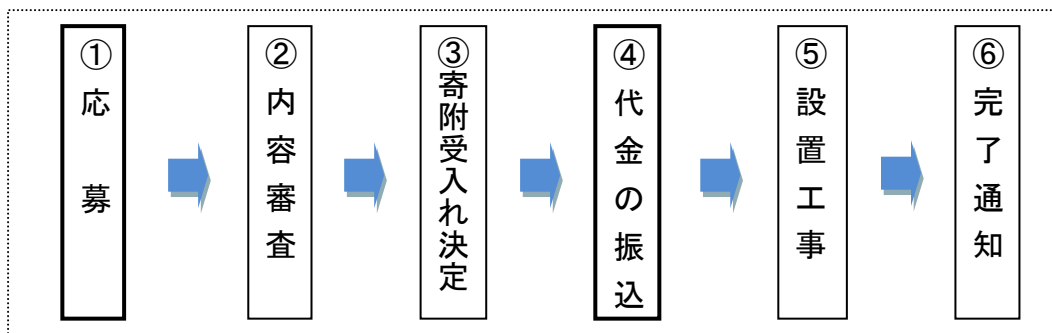 ①応募
②内容審査
③寄附受入れ決定
④代金の振込
⑤設置工事
⑥完了通知